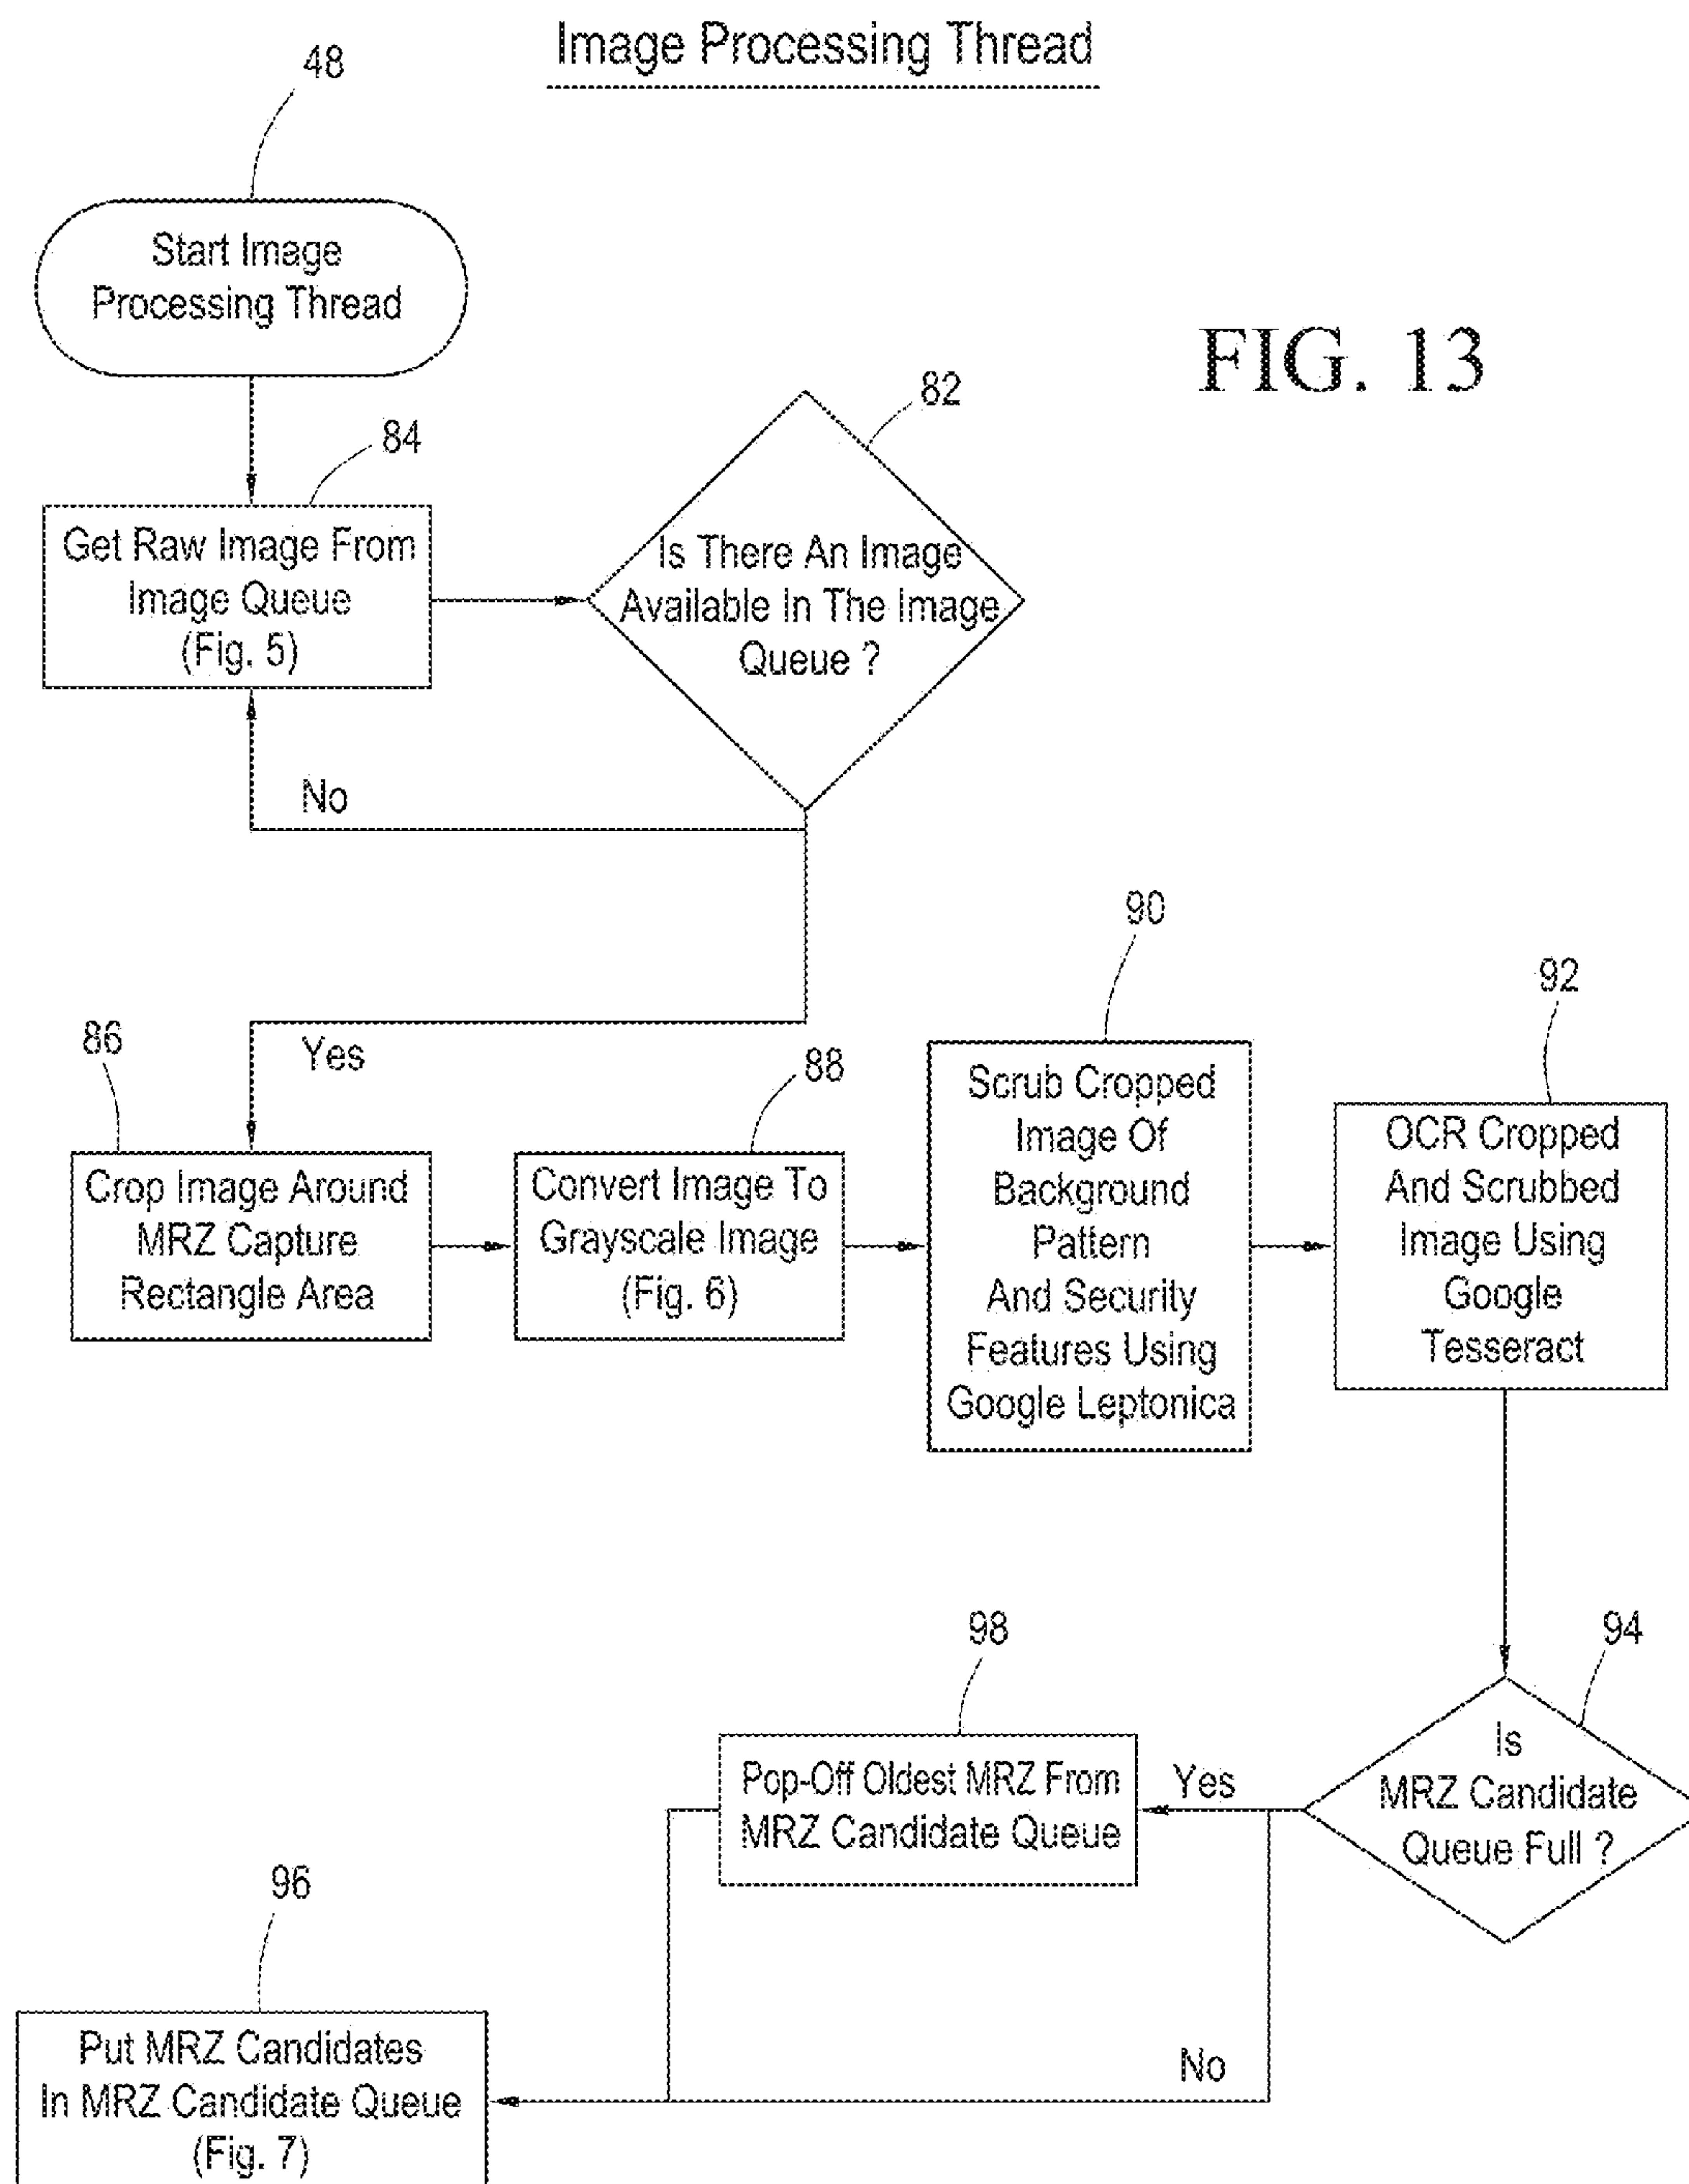 Image Processing Thread
48
Start Image
Processing Thread
FIG. 13
84
Get Raw Image From
Image Queue
(Fig. 5)
82
Is There An Image
Available In The Image
Queue ?
No
Yes
86
Crop Image Around
MRZ Capture
Rectangle Area
88
Convert Image To
Grayscale Image
(Fig. 6)
90
Scrub Cropped
Image Of
Background
Pattern
And Security
Features Using
Google Leptonica
92
OCR Cropped
And Scrubbed
Image Using
Google
Tesseract
94
Is
MRZ Candidate
Queue Full ?
Yes
98
Pop-Off Oldest MRZ From
MRZ Candidate Queue
No
96
Put MRZ Candidates
In MRZ Candidate Queue
(Fig. 7)